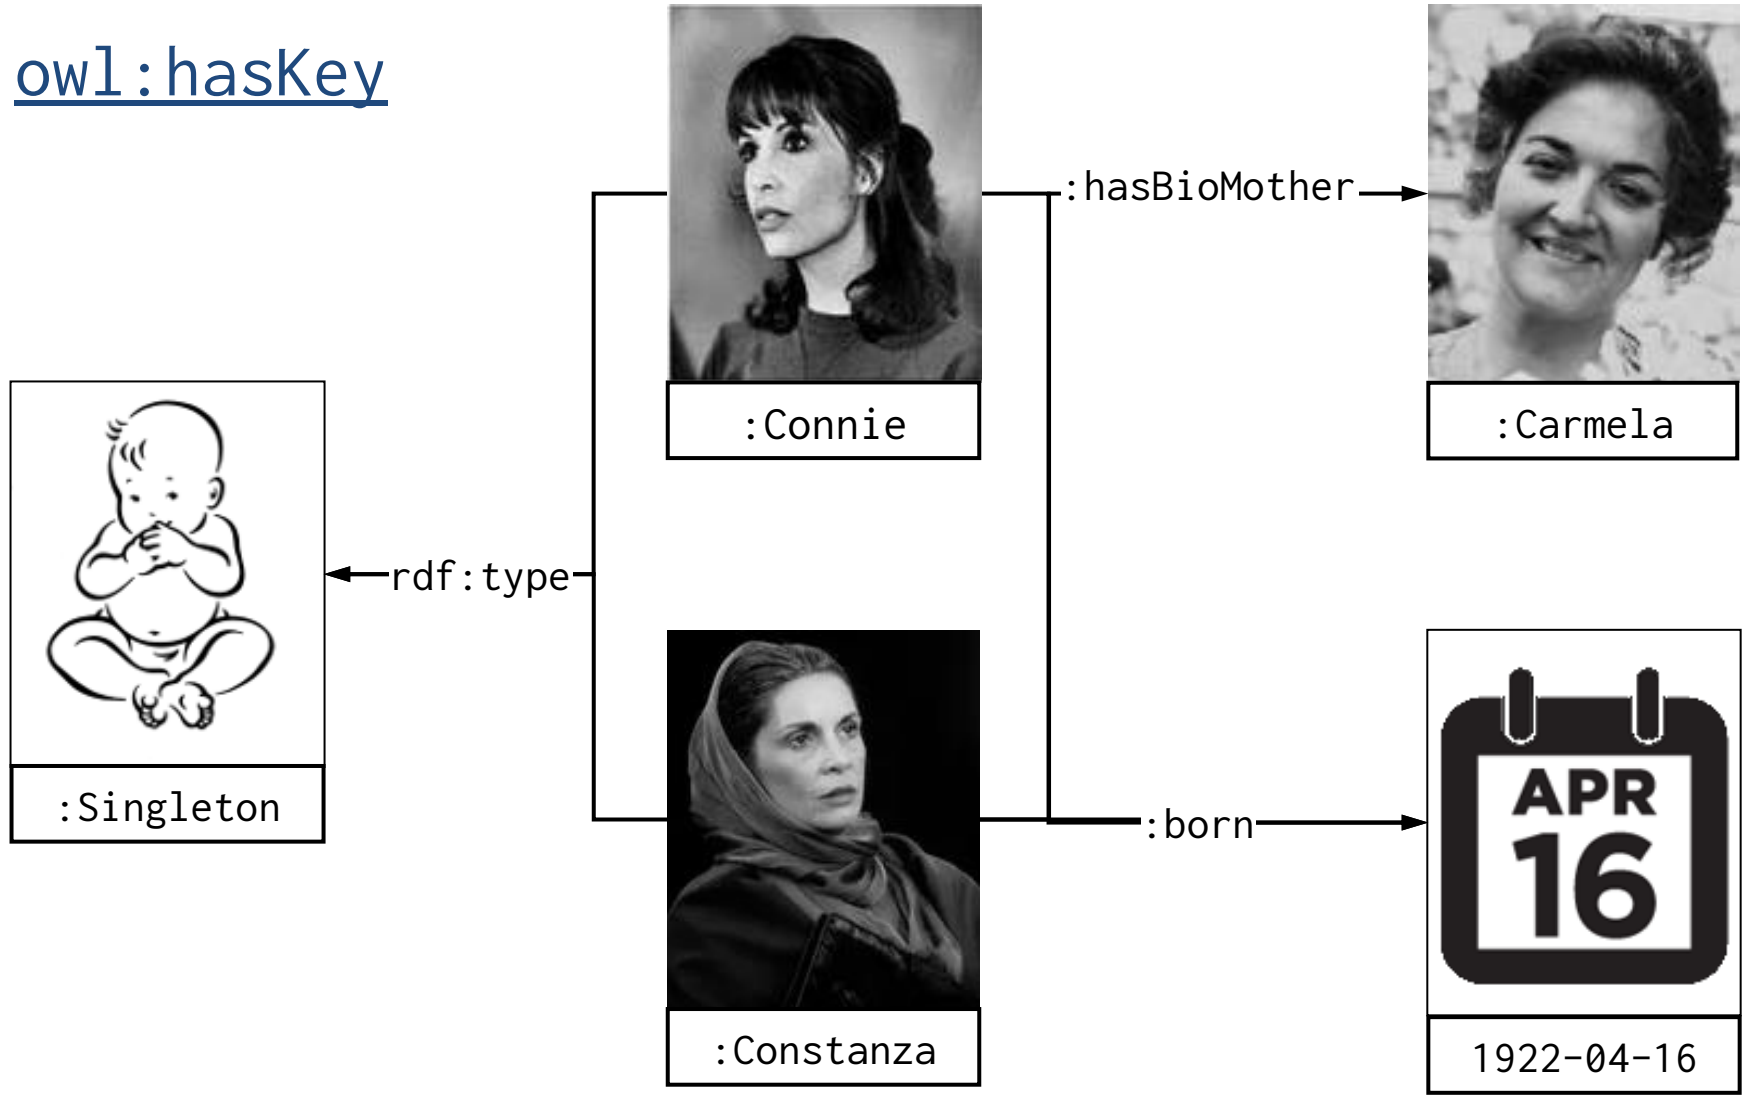 owl:hasKey
:hasBioMother
:Connie
:Carmela
rdf:type
:Singleton
:born
APR
16
:Constanza
1922-04-16